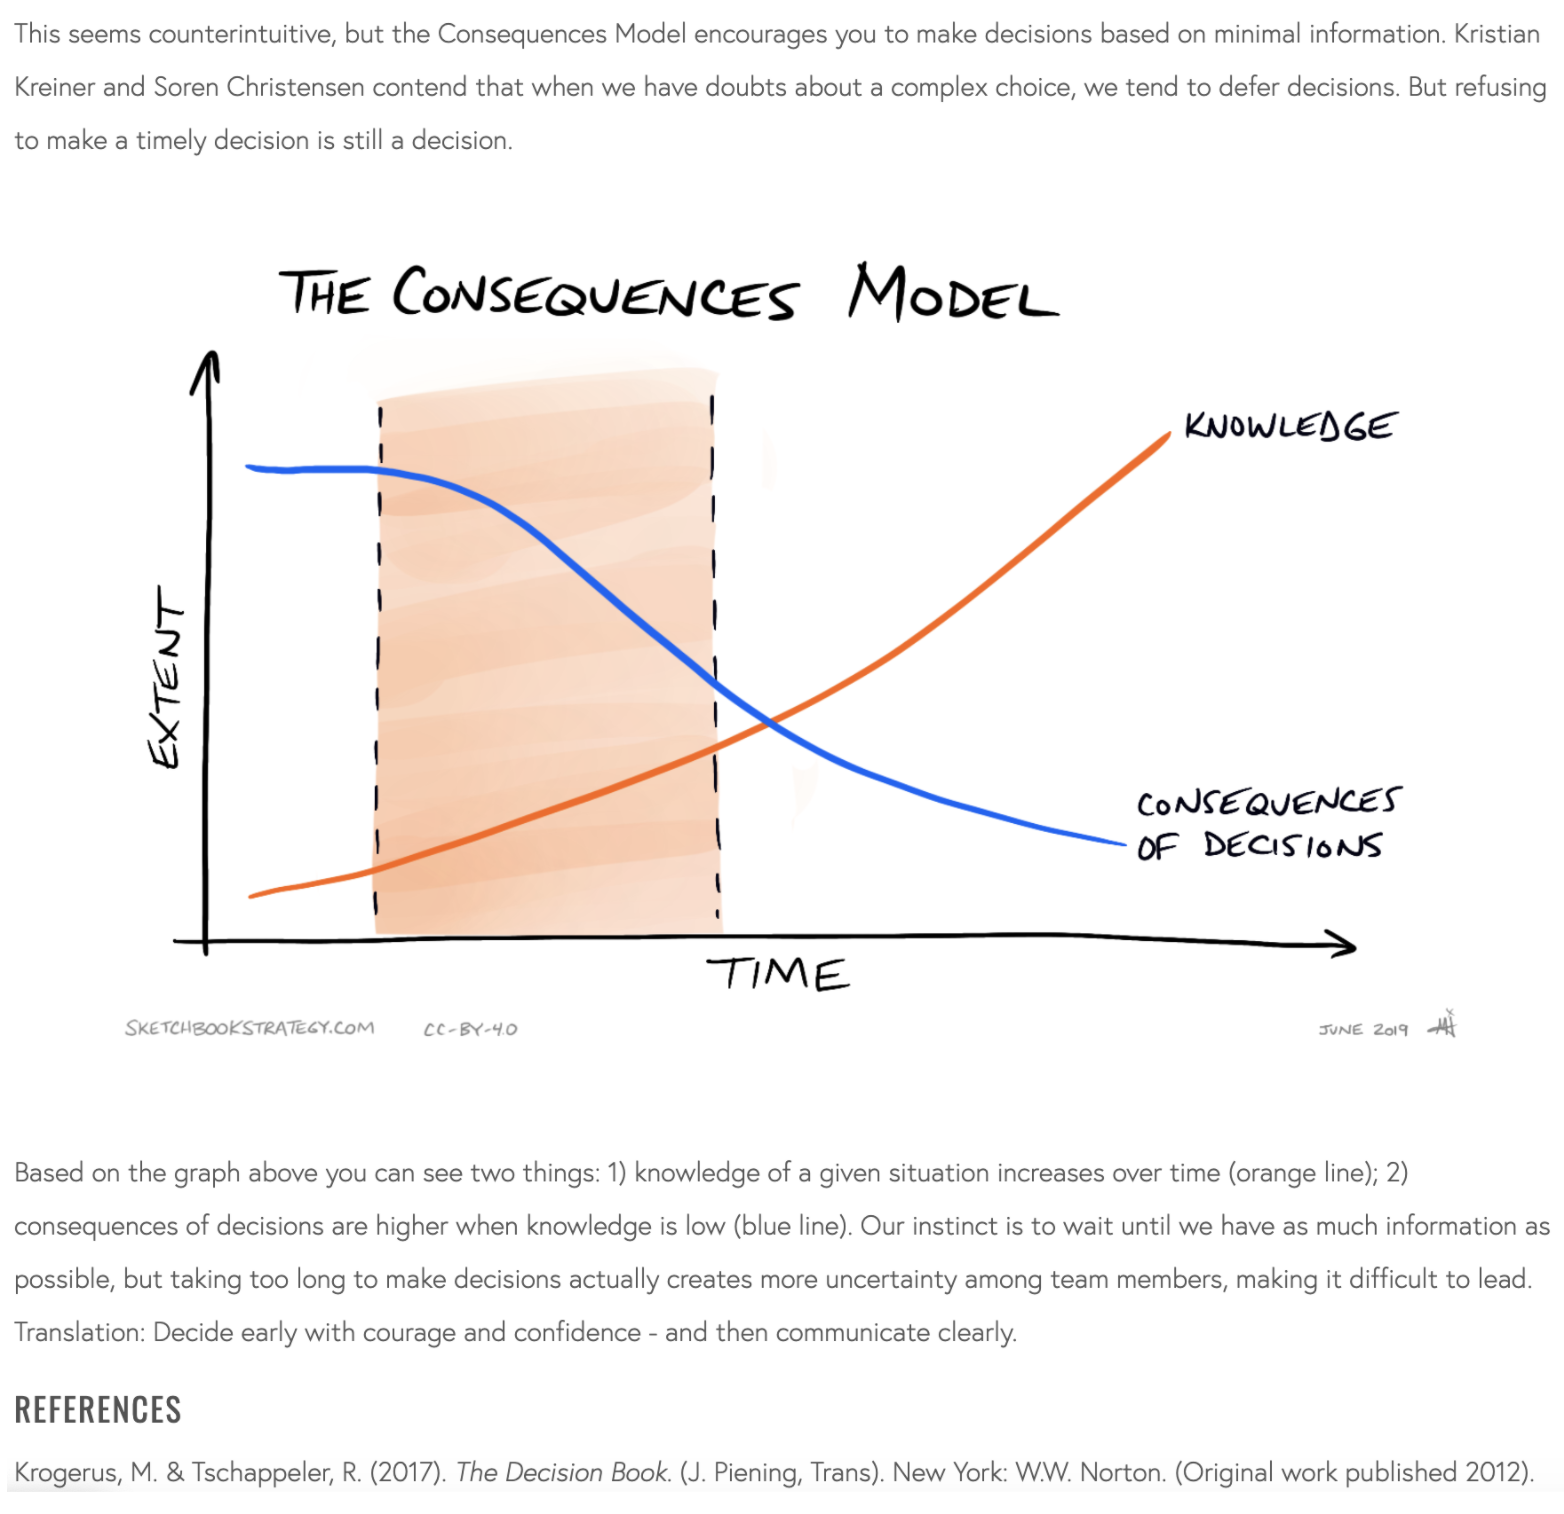 This seems counterintuitive, but the Consequences Model encourages you to make decisions based on minimal information. Kristian
Kreiner and Soren Christensen contend that when we have doubts about a complex choice, we tend to defer decisions. But refusing
to make a timely decision is still a decision.
THE CONSEQUENCES MODEL
KNOWLEDGE
EXTENT
CONSEQUENCES
OF DECISIONS
TIME
SKETCHBOOKSTRATEGY.COM CC-BY-4.0
JUNE 2019
Based on the graph above you can see two things: 1) knowledge of a given situation increases over time (orange line); 2)
consequences of decisions are higher when knowledge is low (blue line). Our instinct is to wait until we have as much information as
possible, but taking too long to make decisions actually creates more uncertainty among team members, making it difficult to lead.
Translation: Decide early with courage and confidence - and then communicate clearly.
REFERENCES
Krogerus, M. & Tschappeler, R. (2017). The Decision Book. (J. Piening, Trans). New York: W.W. Norton. (Original work published 2012).